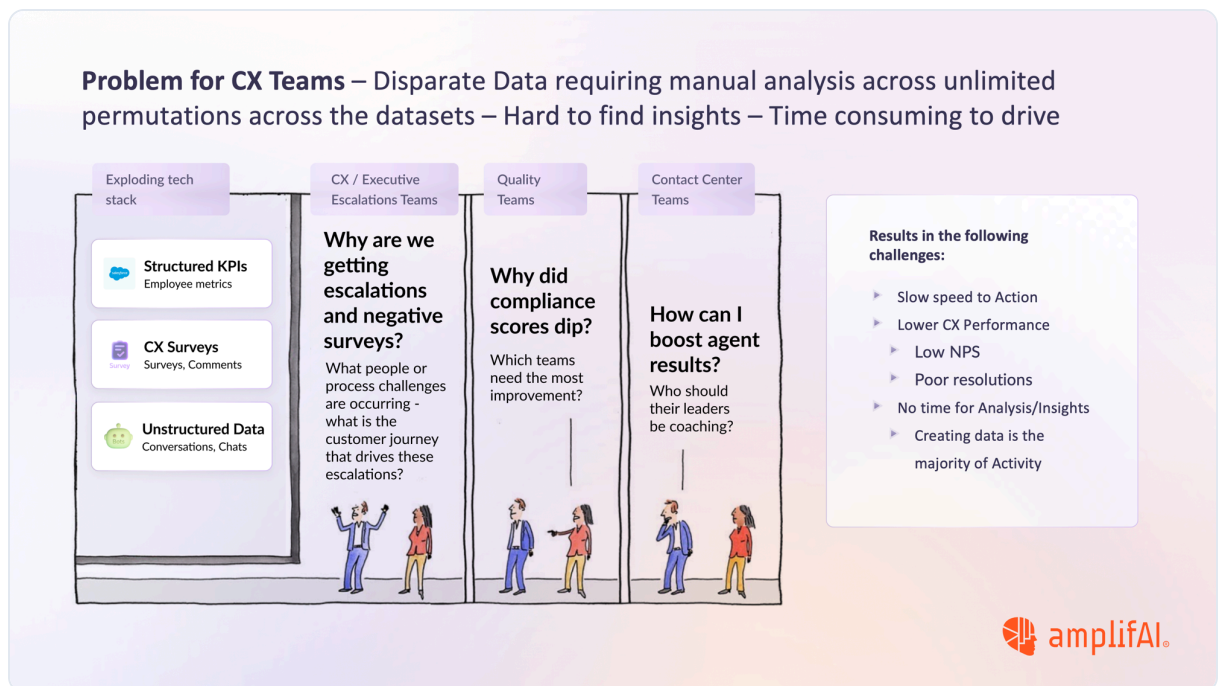 Problem for CX Teams – Disparate Data requiring manual analysis across unlimited
permutations across the datasets – Hard to find insights – Time consuming to drive
Exploding tech
stack
Structured KPIs
Employee metrics
Survey
CX Surveys
Surveys, Comments
Bots
Unstructured Data
Conversations, Chats
CX / Executive
Escalations Teams
Why are we
getting
escalations
and negative
surveys?
What people or
process challenges
are occurring -
what is the
customer journey
that drives these
escalations?
Quality
Teams
Why did
compliance
scores dip?
Which teams
need the most
improvement?
Contact Center
Teams
How can I
boost agent
results?
Who should
their leaders
be coaching?
Results in the following
challenges:
Slow speed to Action
Lower CX Performance
Low NPS
Poor resolutions
No time for Analysis/Insights
Creating data is the
majority of Activity
amplifAI®